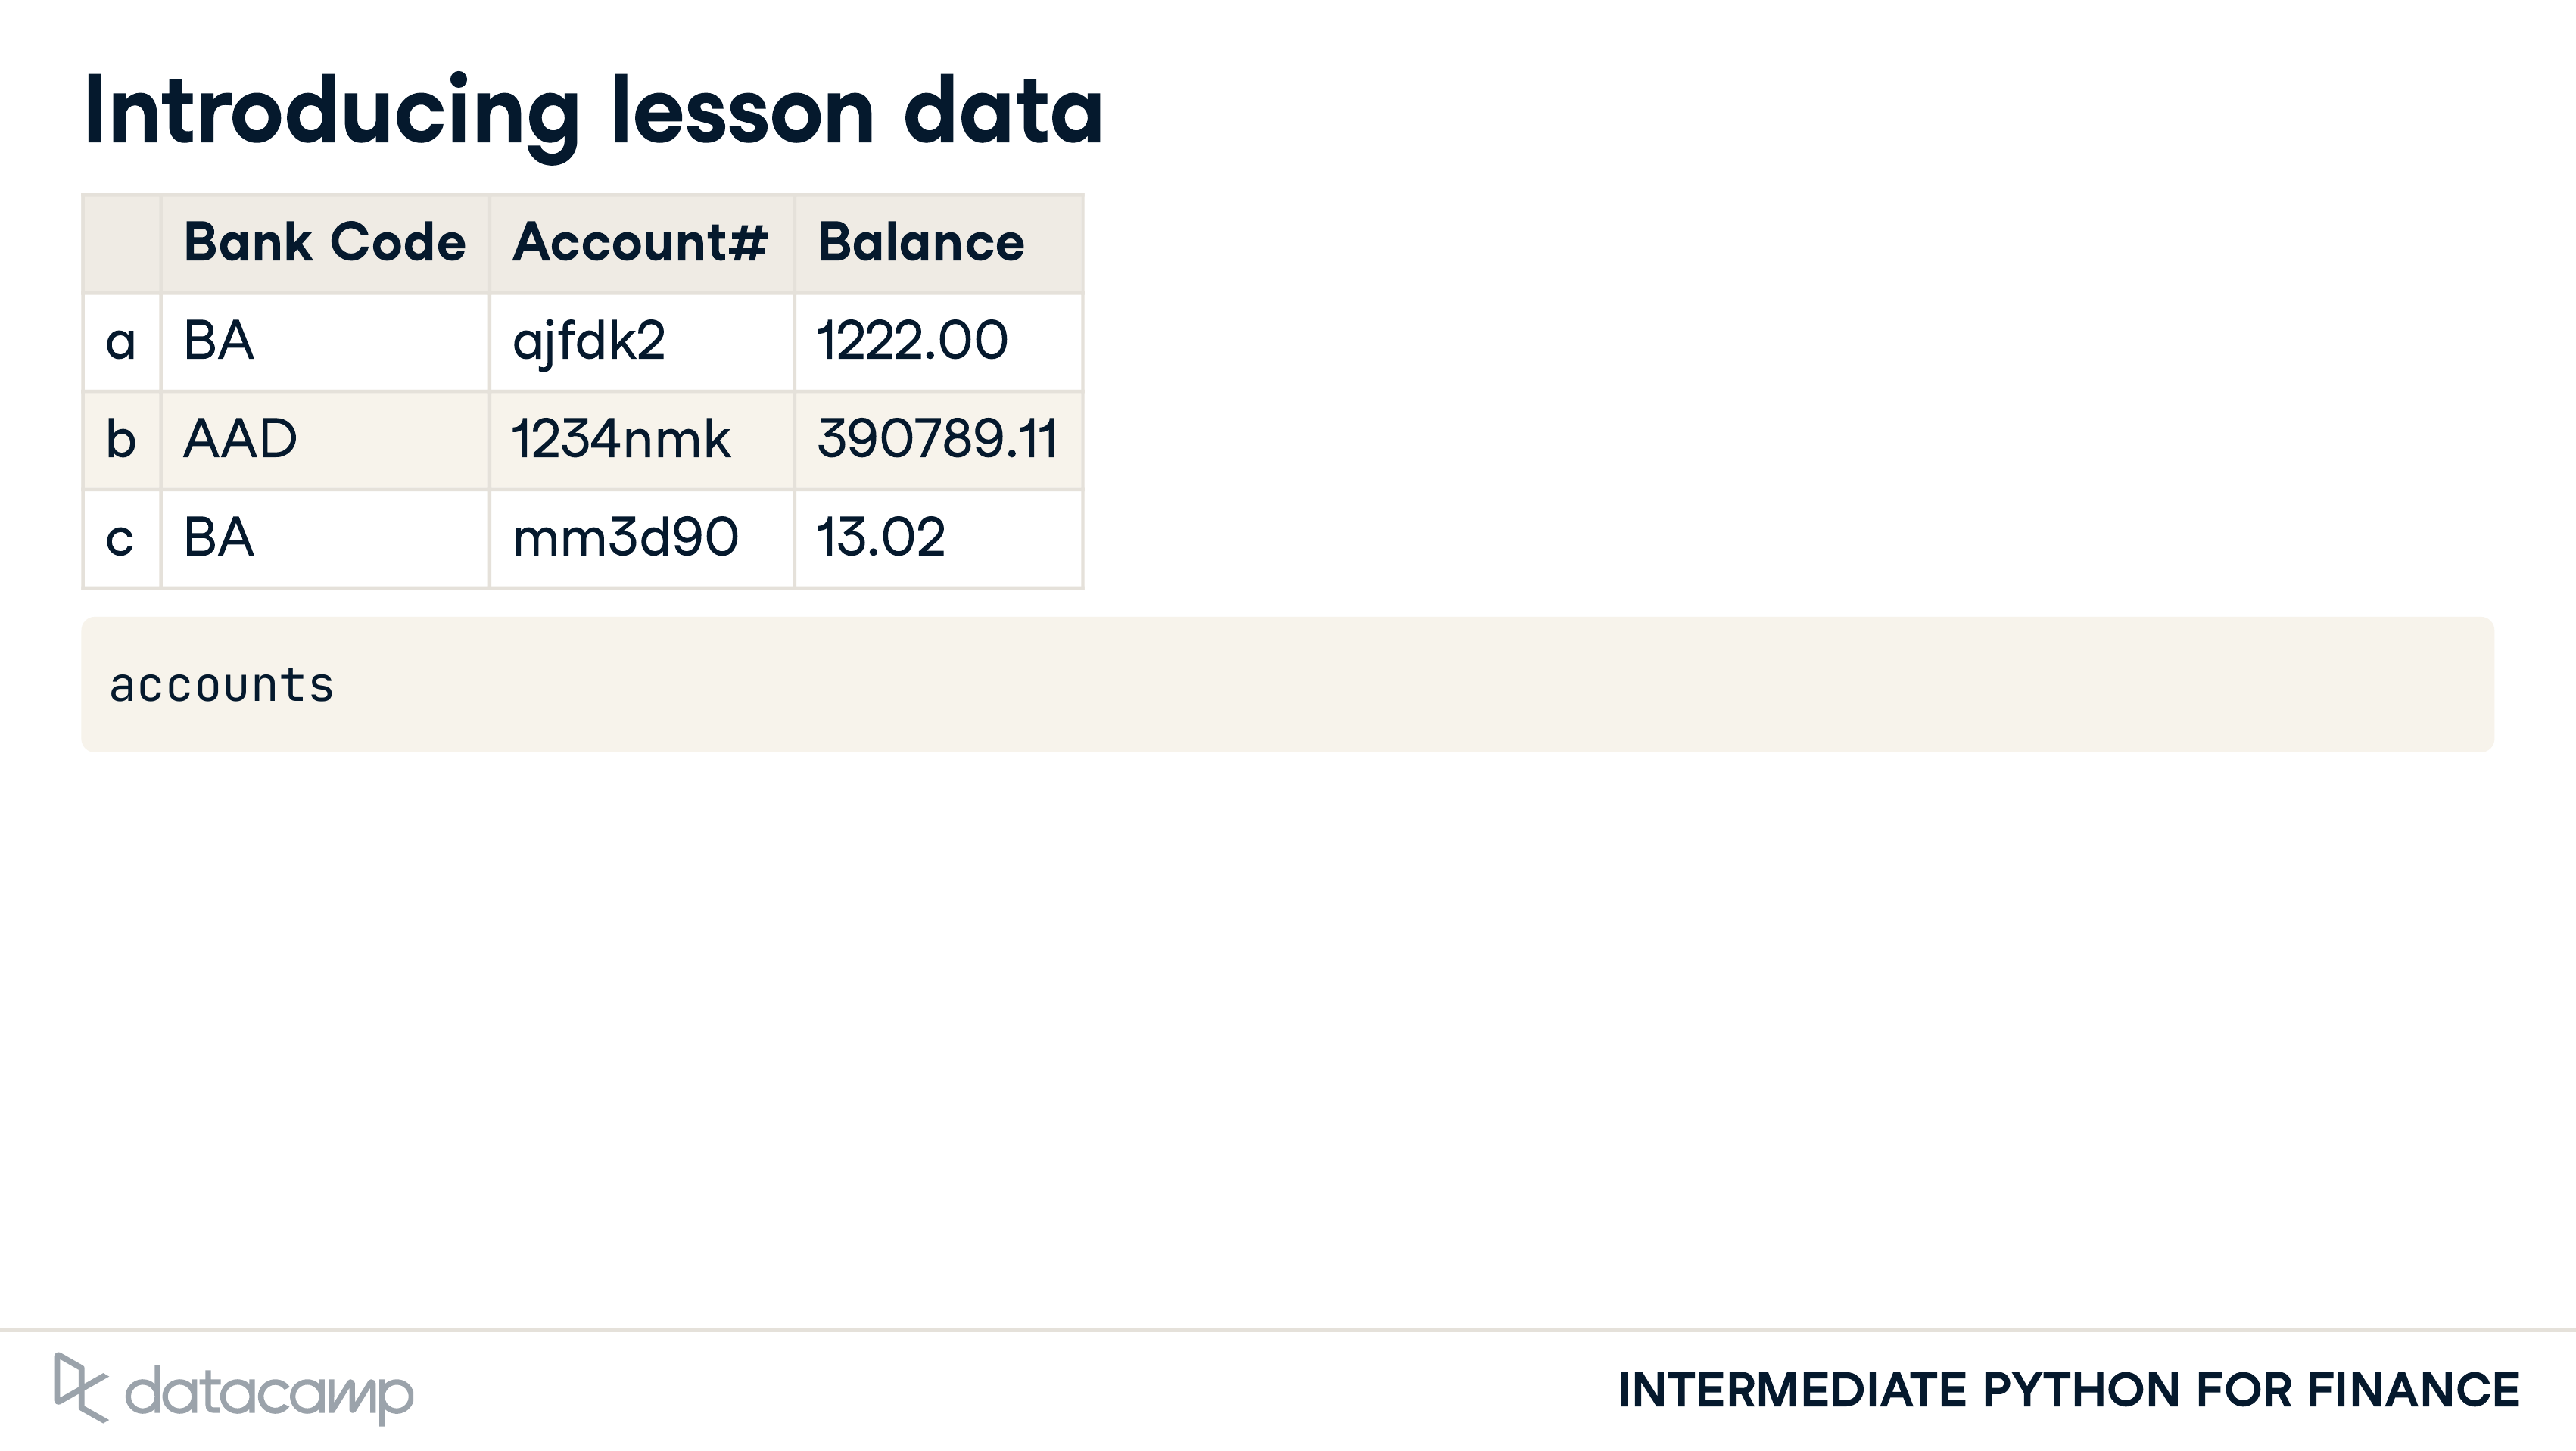 Introducing lesson data
Bank Code Account# Balance
a BA ajfdk2 1222.00
b AAD 1234nmk 390789.11
c BA mm3d90 13.02
accounts
datacamp
INTERMEDIATE PYTHON FOR FINANCE